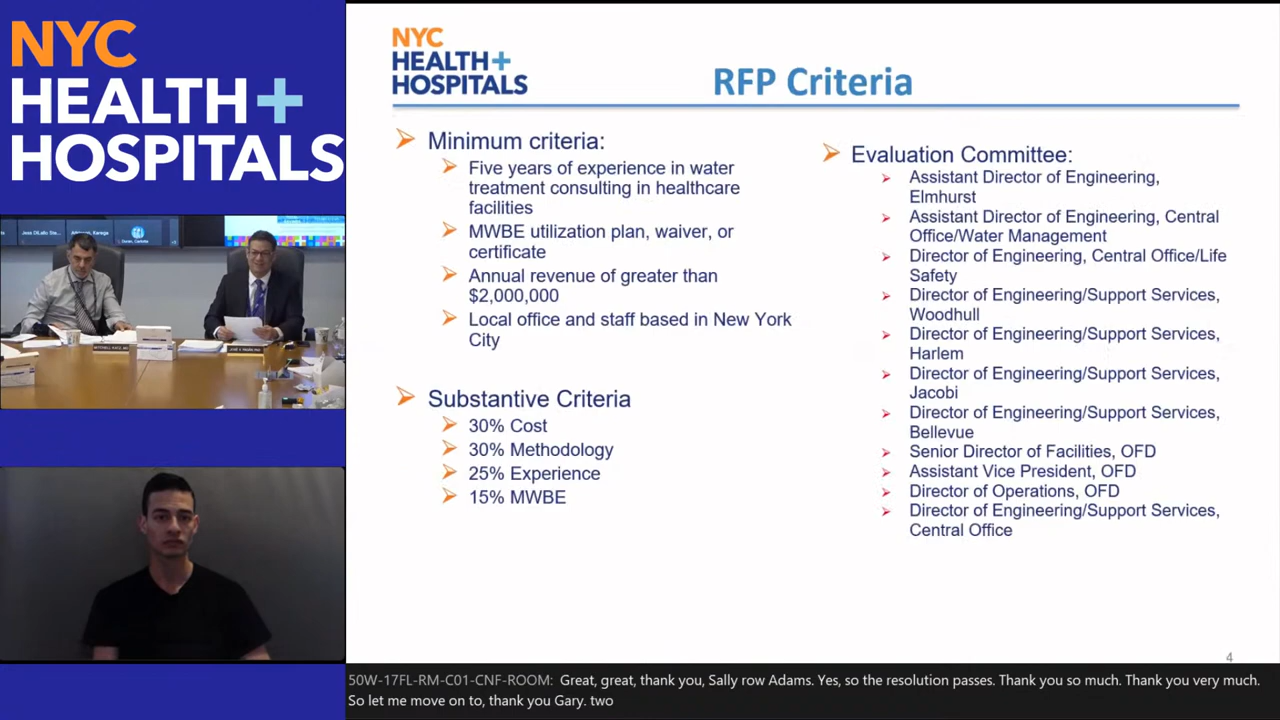 NYC
HEALTH+
HOSPITALS
NYC
HEALTH+
HOSPITALS
RFP Criteria
Minimum criteria:
Five years of experience in water
treatment consulting in healthcare
facilities
MWBE utilization plan, waiver, or
certificate
Annual revenue of greater than
$2,000,000
Local office and staff based in New York
City
Substantive Criteria
30% Cost
30% Methodology
25% Experience
15% MWBE
Evaluation Committee:
Assistant Director of Engineering,
Elmhurst
Assistant Director of Engineering, Central
Office/Water Management
Director of Engineering, Central Office/Life
Safety
Director of Engineering/Support Services,
Woodhull
Director of Engineering/Support Services,
Harlem
Director of Engineering/Support Services,
Jacobi
Director of Engineering/Support Services,
Bellevue
Senior Director of Facilities, OFD
Assistant Vice President, OFD
Director of Operations, OFD
Director of Engineering/Support Services,
Central Office
4
50W-17FL-RM-C01-CNF-ROOM: Great, great, thank you, Sally row Adams. Yes, so the resolution passes. Thank you so much. Thank you very much.
So let me move on to, thank you Gary. two